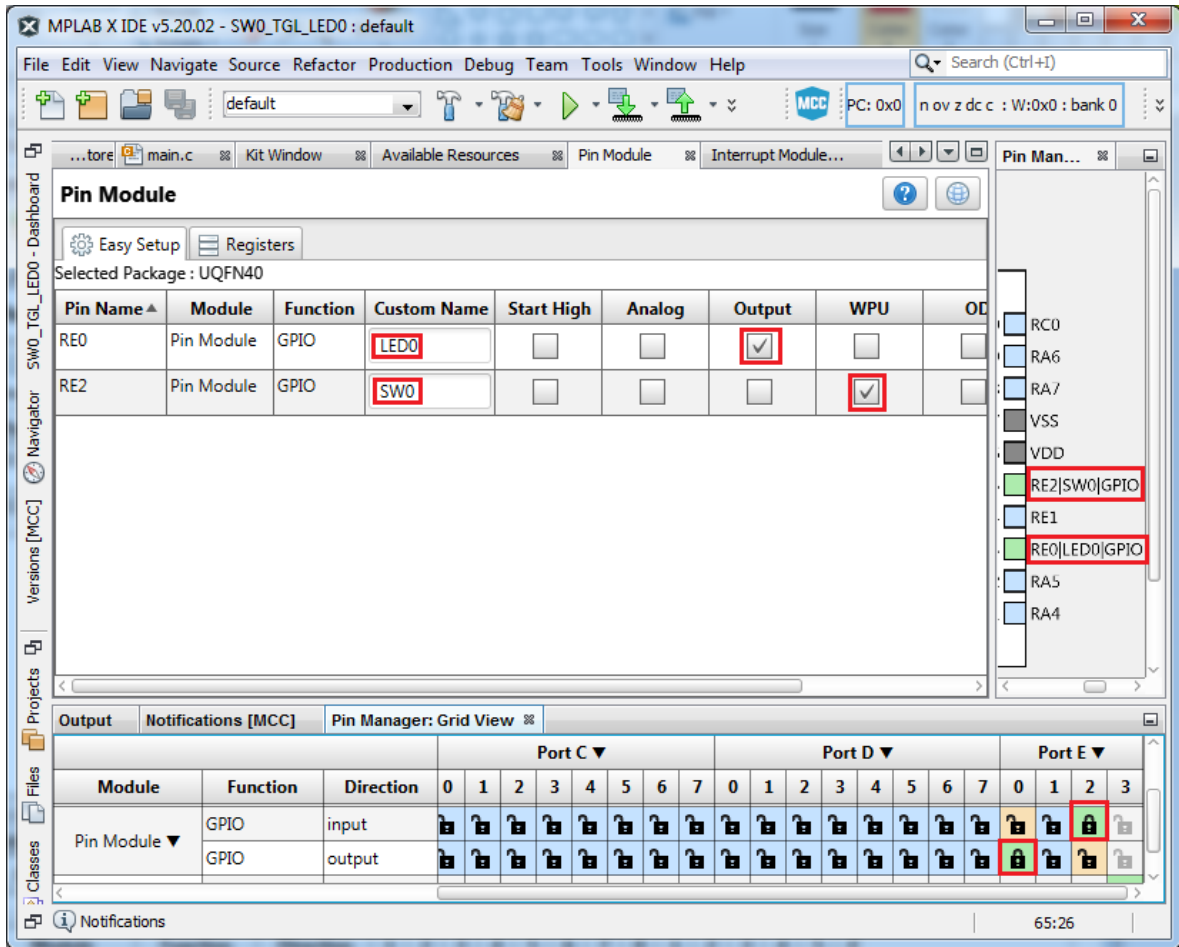 MPLAB X IDE v5.20.02 - SW0_TGL_LED0 : default
File Edit View Navigate Source Refactor Production Debug Team Tools Window Help
Search (Ctrl+I)
default
MCC
PC: 0x0
n ov z dc c : W:0x0 : bank 0
...tore
main.c
Kit Window
Available Resources
Pin Module
Interrupt Module...
Pin Man...
SW0_TGL_LED0 - Dashboard
Navigator
Versions [MCC]
Projects
Files
Classes
Pin Module
Easy Setup
Registers
Selected Package : UQFN40
Pin Name Module Function Custom Name Start High Analog Output WPU OD
RE0 Pin Module GPIO LED0
RE2 Pin Module GPIO SW0
RC0
RA6
RA7
VSS
VDD
RE2|SW0|GPIO
RE1
RE0|LED0|GPIO
RA5
RA4
Output
Notifications [MCC]
Pin Manager: Grid View
Port C ▼ Port D ▼ Port E ▼
Module Function Direction 0 1 2 3 4 5 6 7 0 1 2 3 4 5 6 7 0 1 2 3
Pin Module ▼
GPIO input
GPIO output
Notifications
65:26